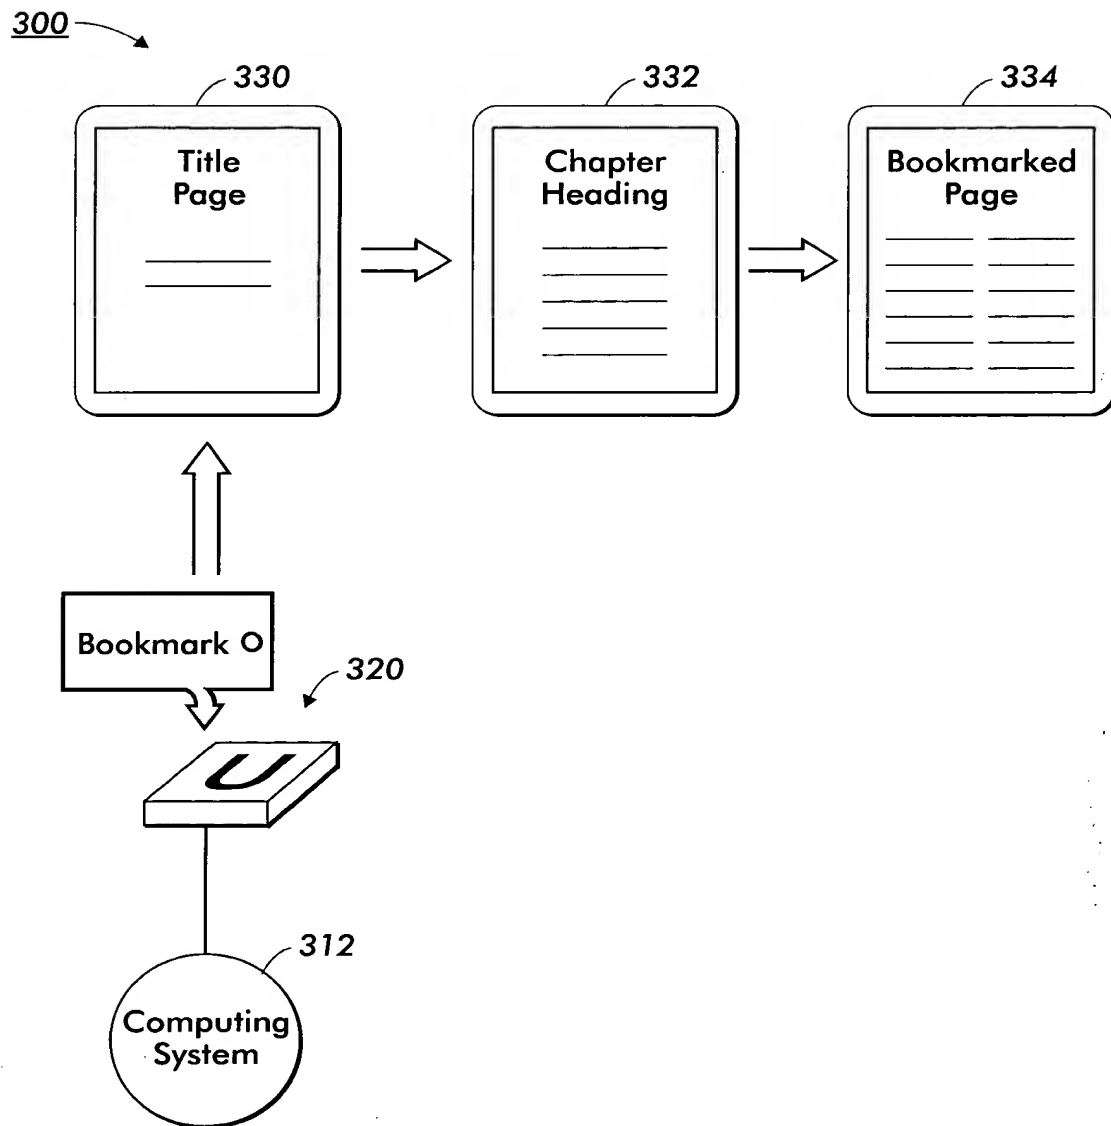 300
330
332
334
Title
Page
Chapter
Heading
Bookmarked
Page
Bookmark O
320
U
312
Computing
System